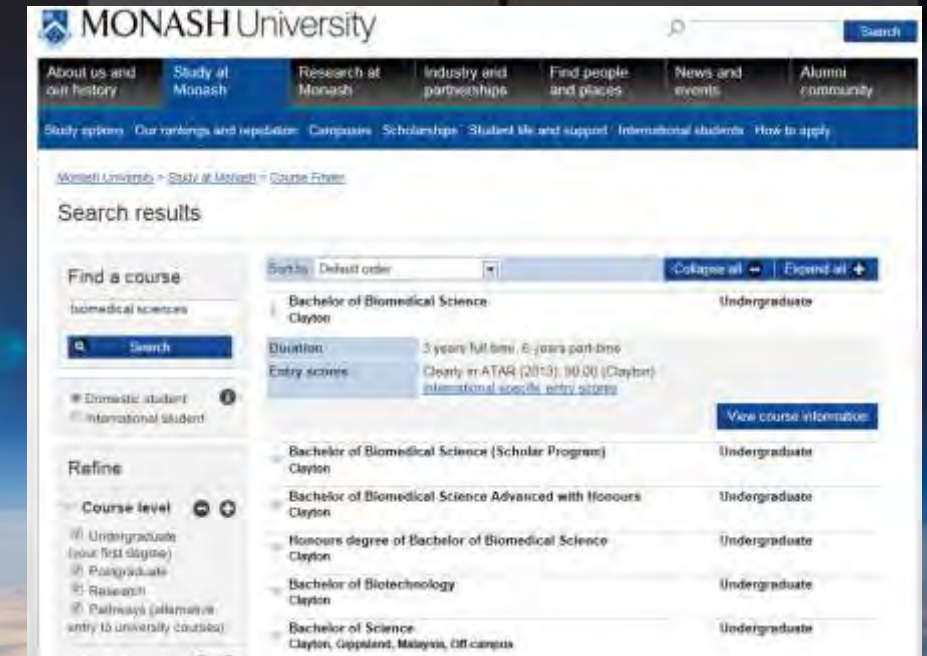 MONASH University
Search
About us and our history
Study at Monash
Research at Monash
Industry and partnerships
Find people and places
News and events
Alumni community
Study options Our rankings and reputation Campuses Scholarships Student life and support International students How to apply
Monash University > Study at Monash > Course Finder
Search results
Find a course
biomedical sciences
Search
Domestic student
International student
Refine
Course level
Undergraduate
(your first degree)
Postgraduate
Research
Pathways (alternative
entry to university courses)
Sort by Default order
Collapse all Expand all
Bachelor of Biomedical Science Undergraduate
Clayton
Duration 3 years full time, 6 years part-time
Entry scores Clearly in ATAR (2013): 90.00 (Clayton)
International specific entry scores
View course information
Bachelor of Biomedical Science (Scholar Program) Undergraduate
Clayton
Bachelor of Biomedical Science Advanced with Honours Undergraduate
Clayton
Honours degree of Bachelor of Biomedical Science Undergraduate
Clayton
Bachelor of Biotechnology Undergraduate
Clayton
Bachelor of Science Undergraduate
Clayton, Gippsland, Malaysia, Off-campus